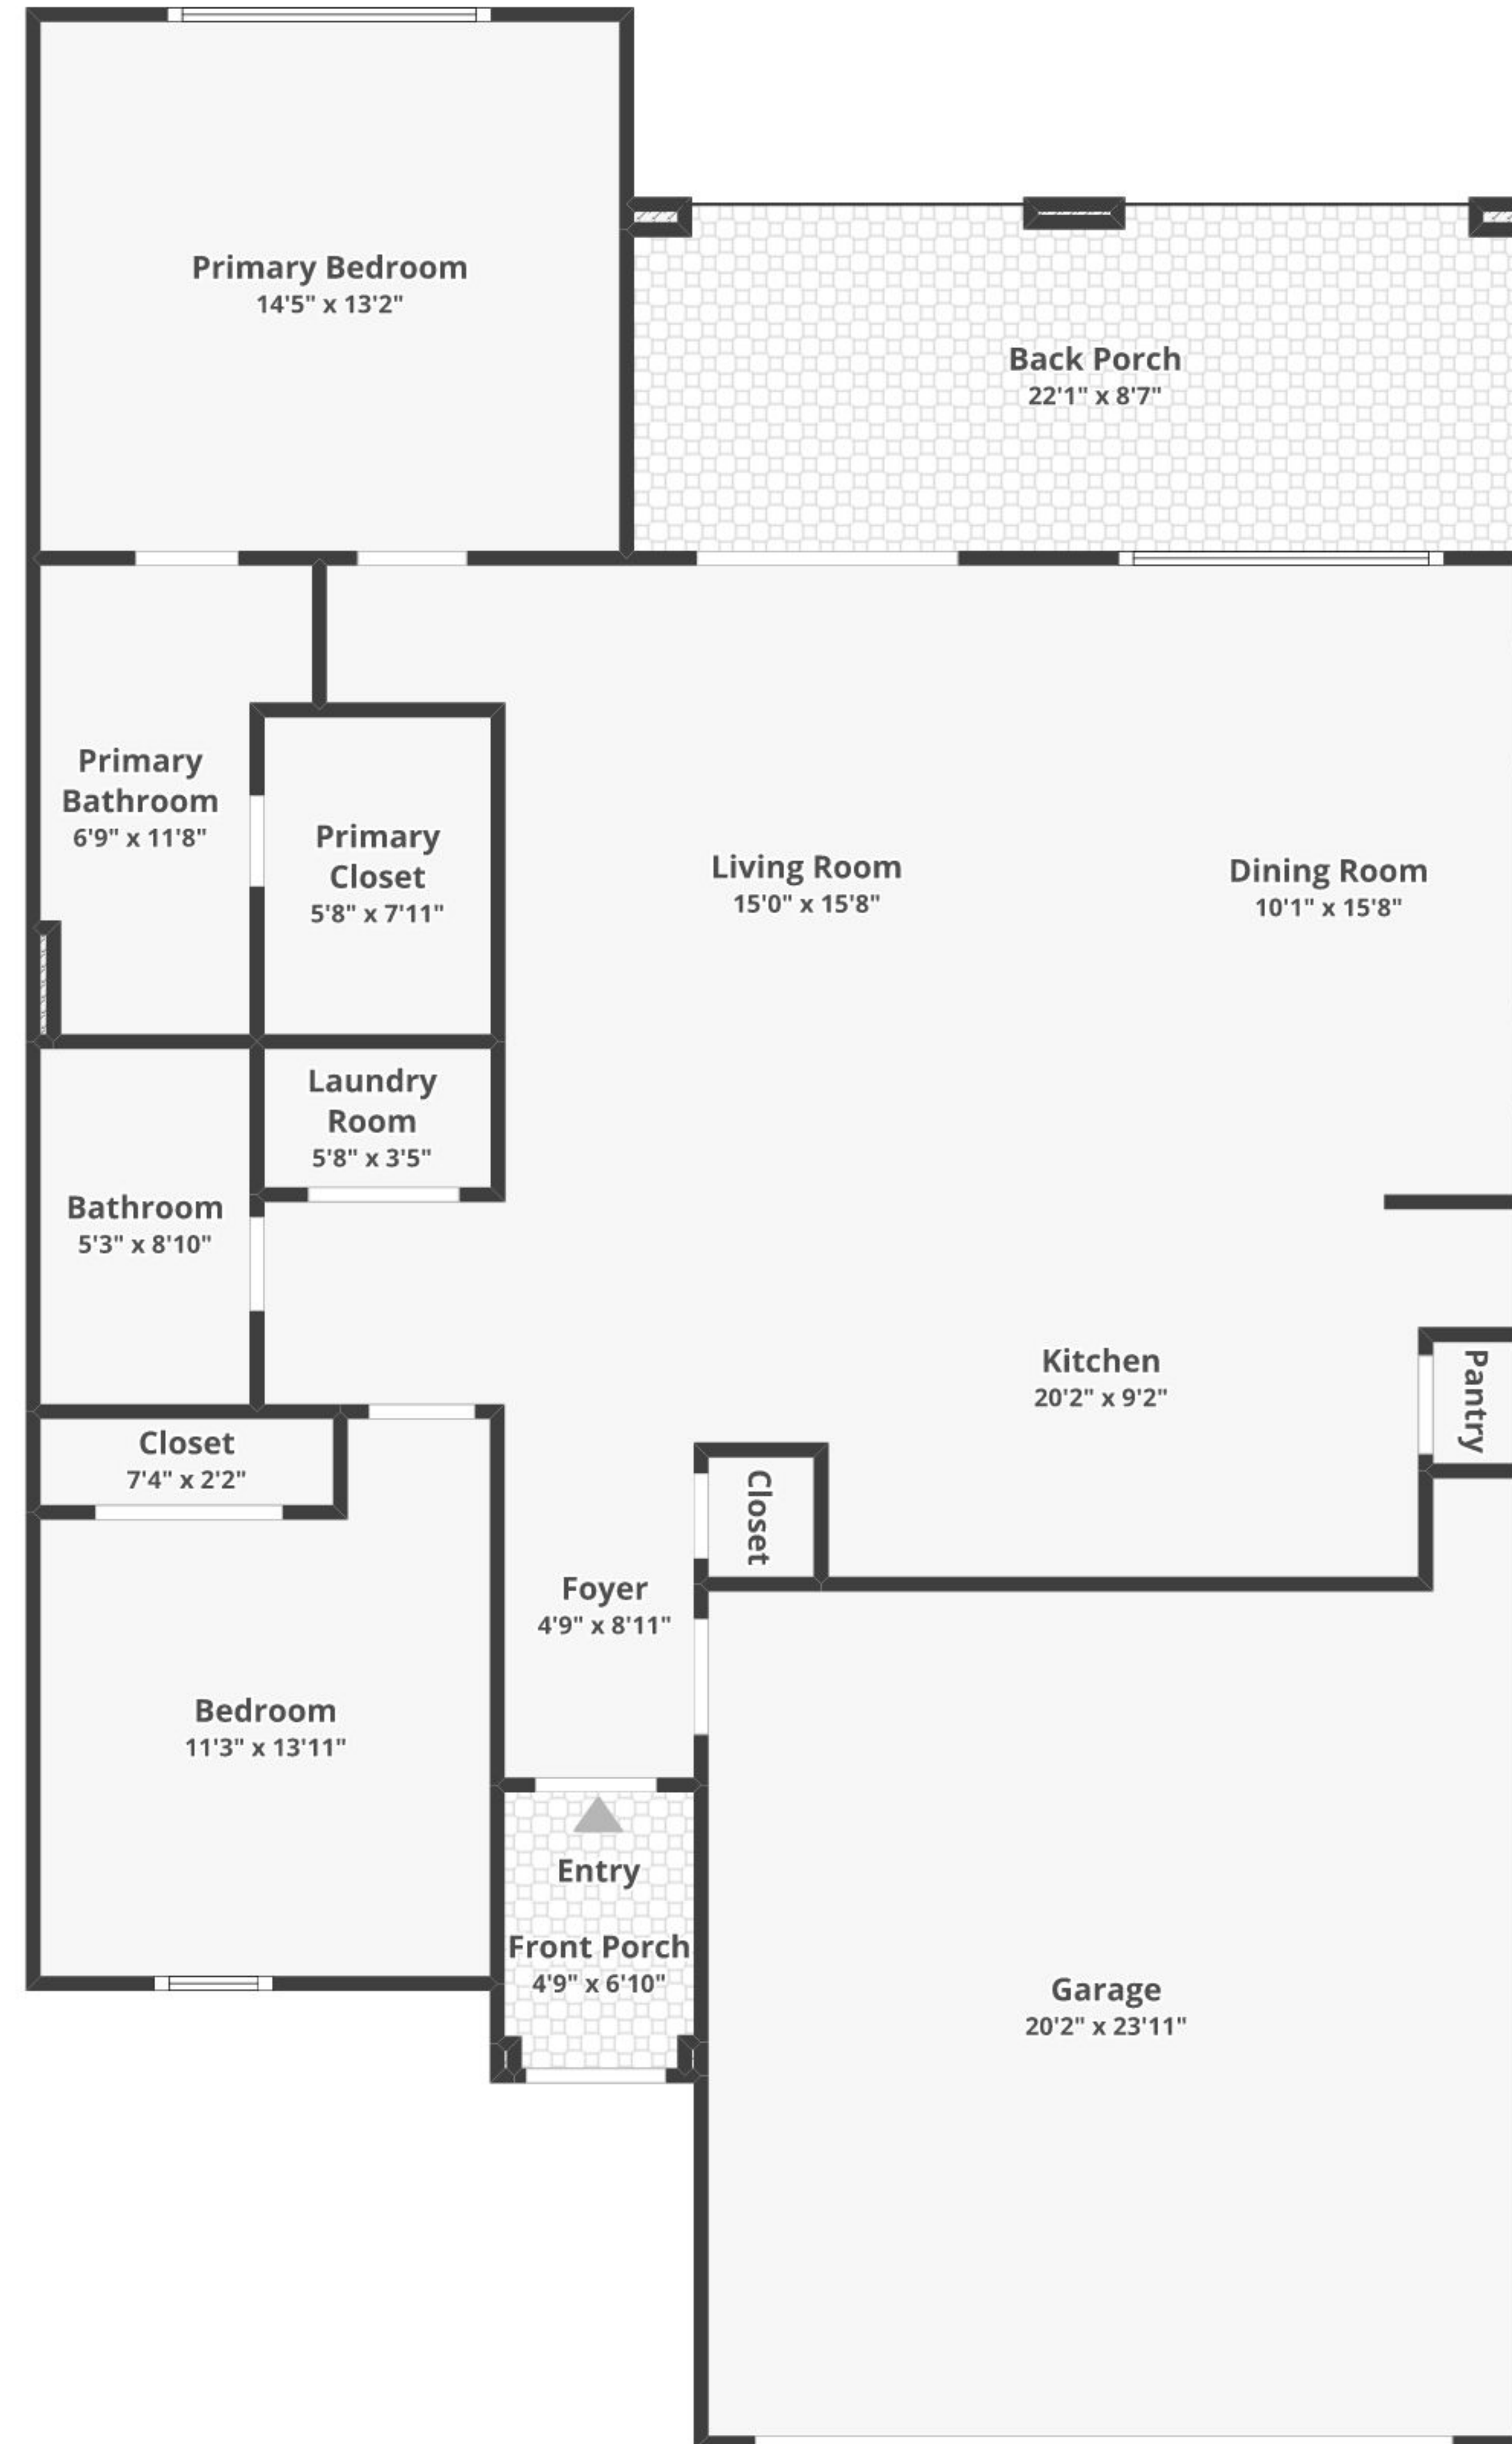 Primary Bedroom
14'5" x 13'2"
Back Porch
22'1" x 8'7"
Primary
Bathroom
6'9" x 11'8"
Primary
Closet
5'8" x 7'11"
Living Room
15'0" x 15'8"
Dining Room
10'1" x 15'8"
Laundry
Room
5'8" x 3'5"
Bathroom
5'3" x 8'10"
Kitchen
20'2" x 9'2"
Pantry
Closet
7'4" x 2'2"
Closet
Foyer
4'9" x 8'11"
Bedroom
11'3" x 13'11"
Entry
Front Porch
4'9" x 6'10"
Garage
20'2" x 23'11"